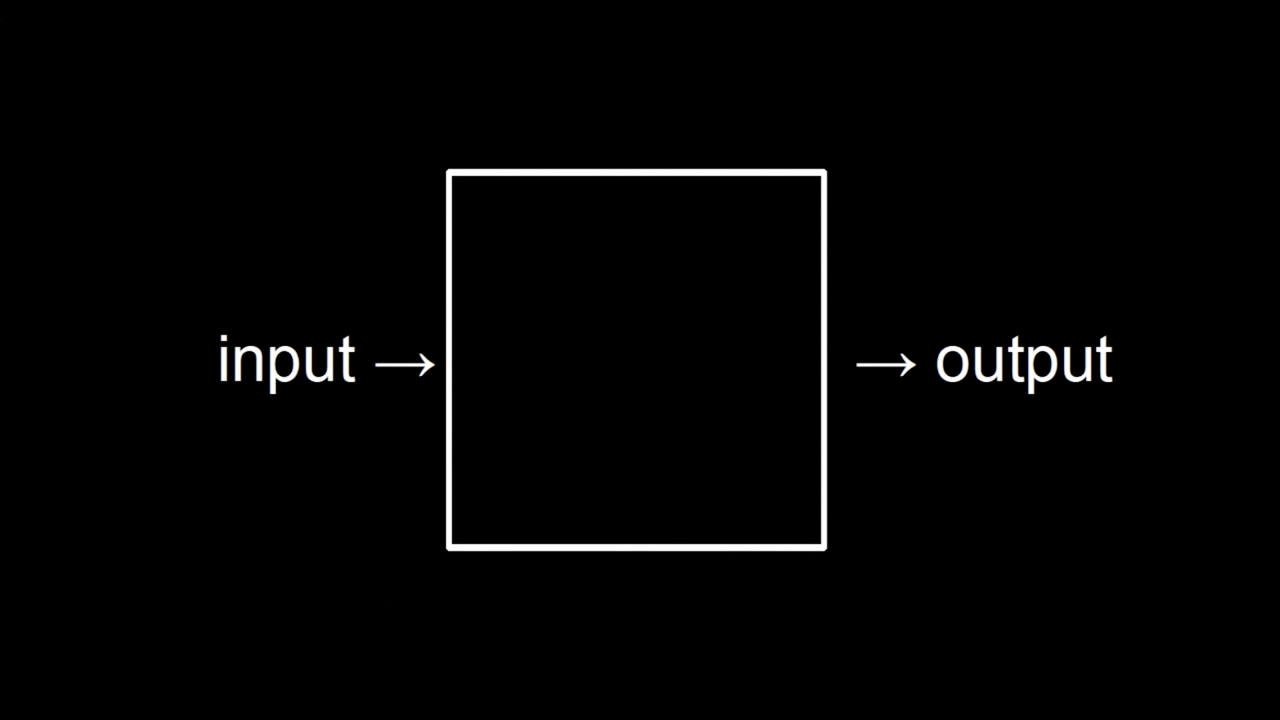 input → → output